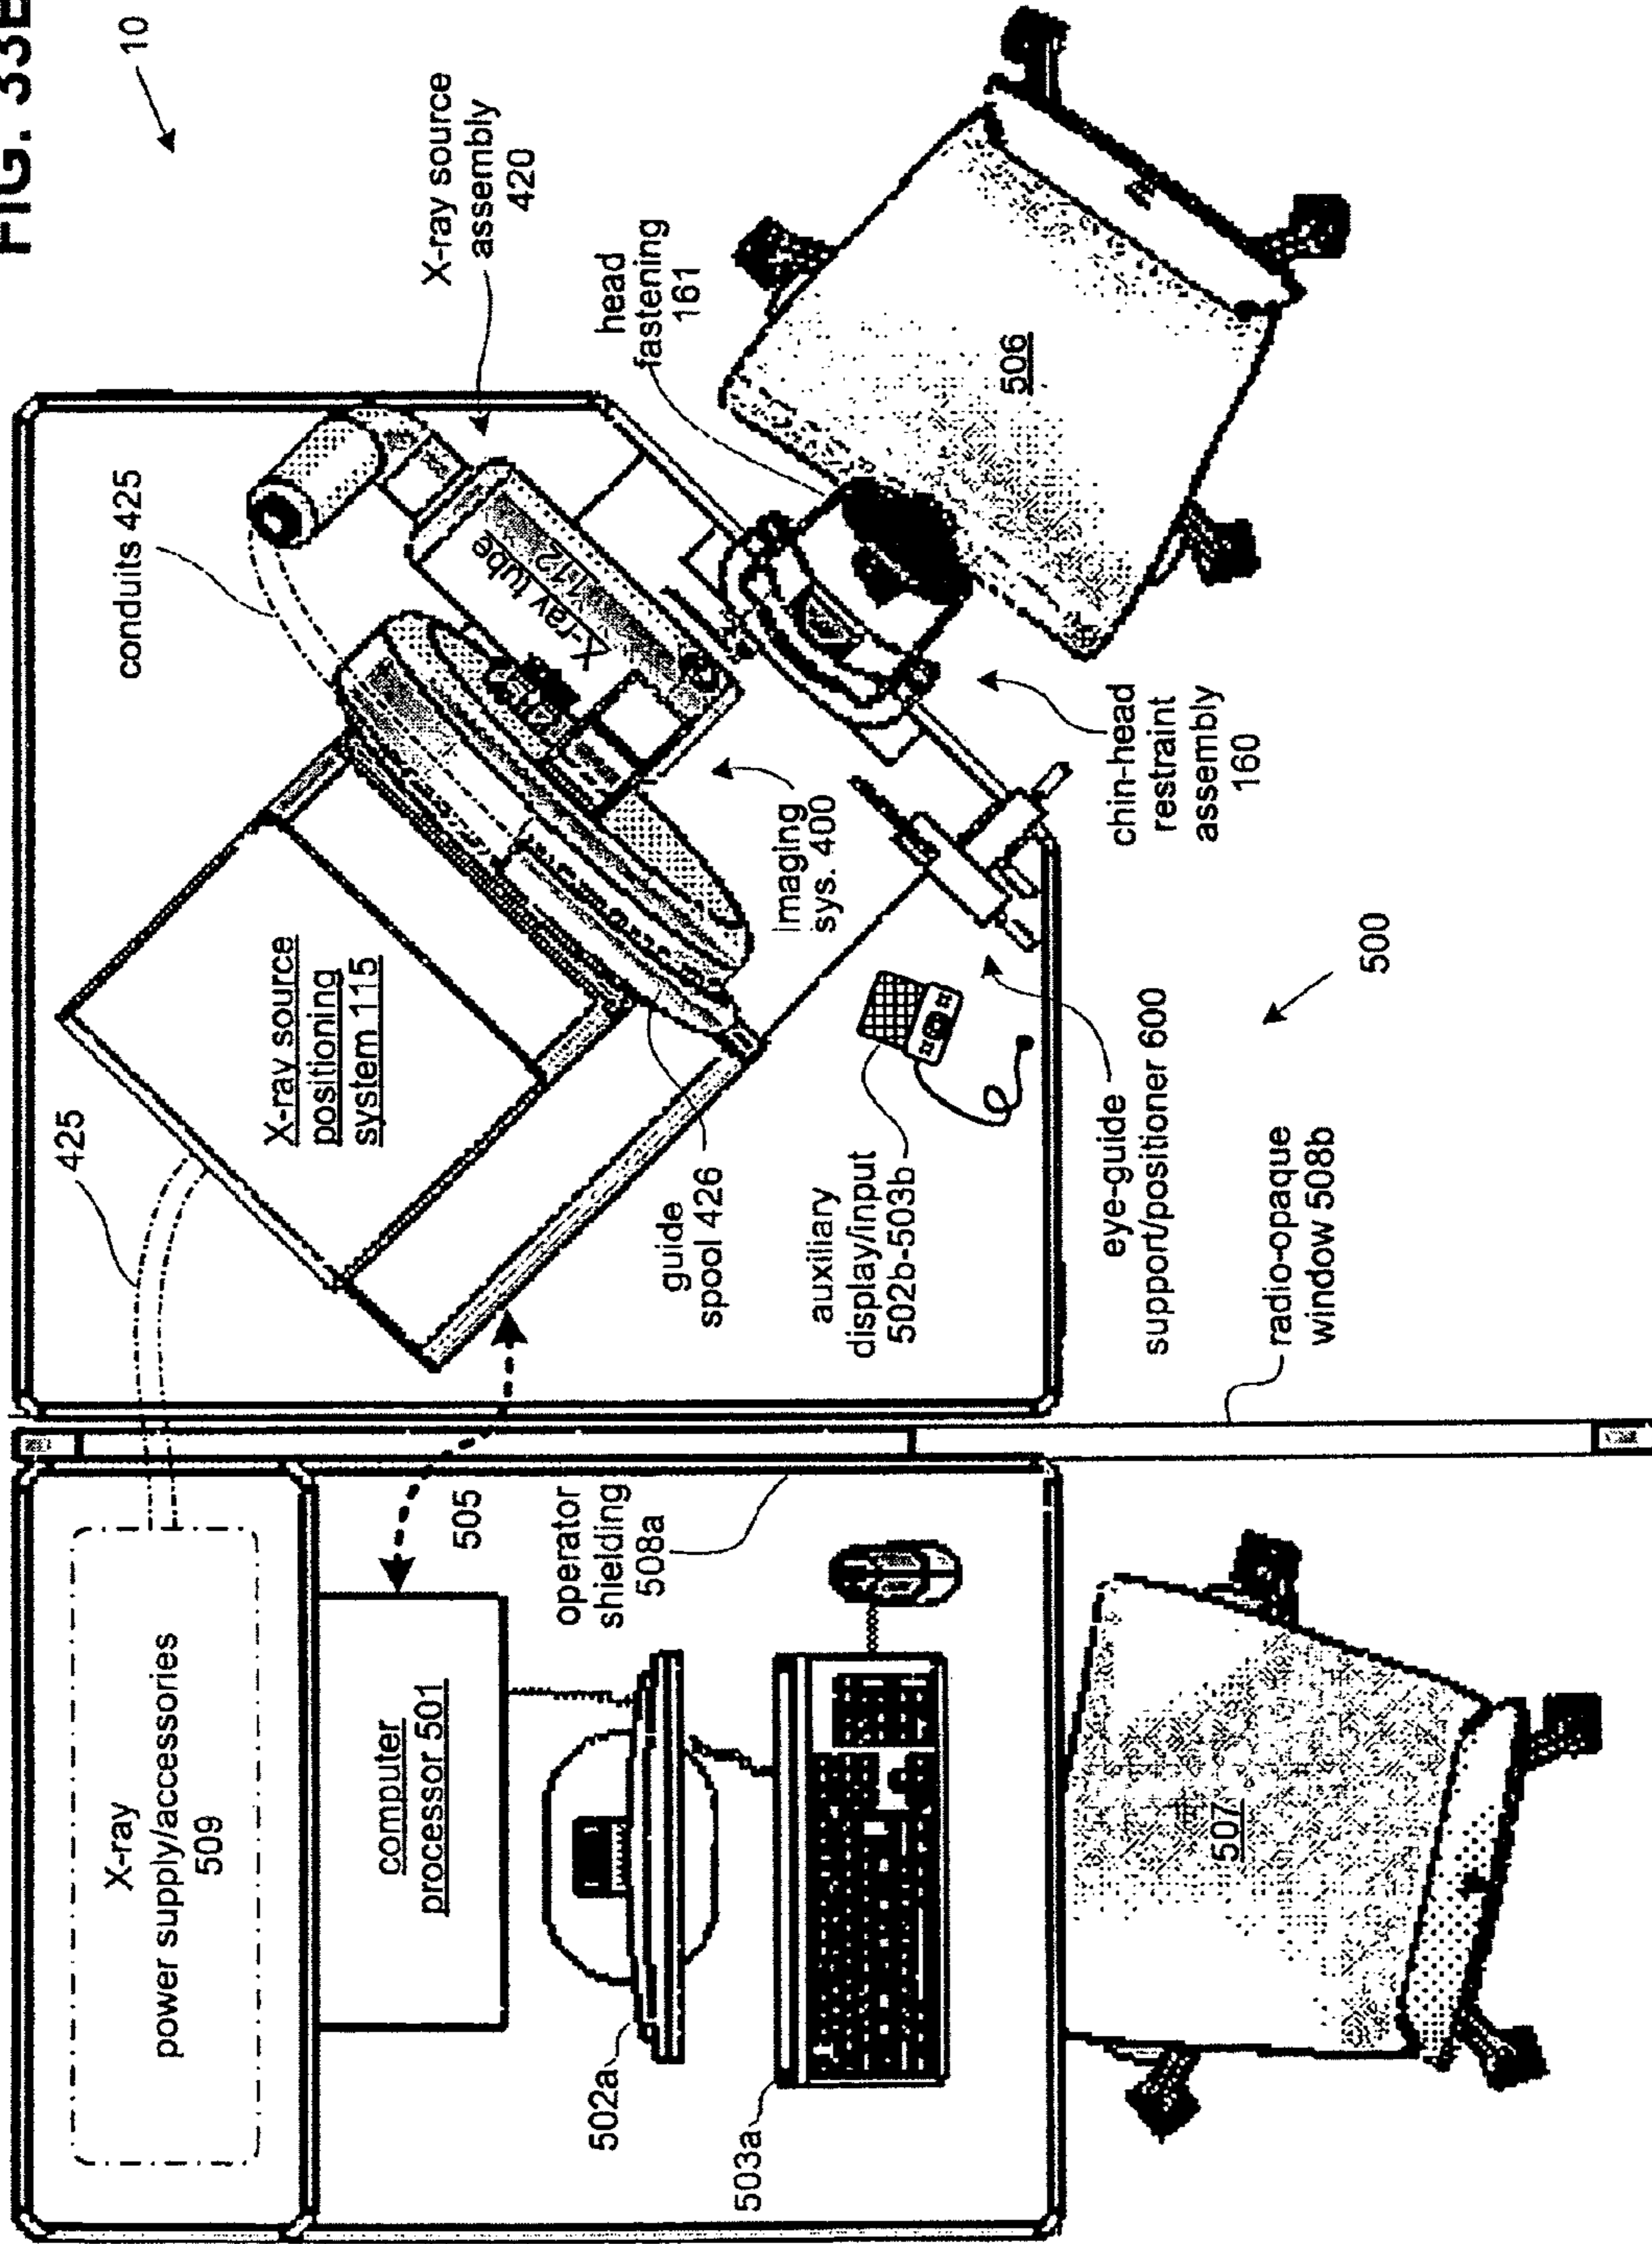 FIG. 33B
10
X-ray source
assembly
420
head
fastening
161
506
conduits 425
X-ray tube
112
chin-head
restraint
assembly
160
Imaging
sys. 400
X-ray source
positioning
system 115
500
425
guide
spool 426
auxiliary
display/input
502b-503b
eye-guide
support/positioner 600
radio-opaque
window 508b
505
operator
shielding
508a
X-ray
power supply/accessories
509
computer
processor 501
502a
503a
507